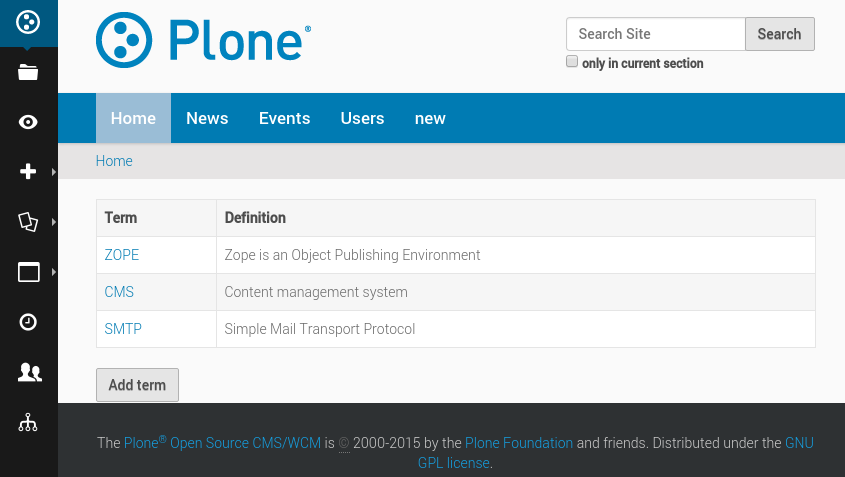 Plone®
Search Site
Search
only in current section
Home News Events Users new
Home
Term Definition
ZOPE Zope is an Object Publishing Environment
CMS Content management system
SMTP Simple Mail Transport Protocol
Add term
The Plone® Open Source CMS/WCM is © 2000-2015 by the Plone Foundation and friends. Distributed under the GNU
GPL license.